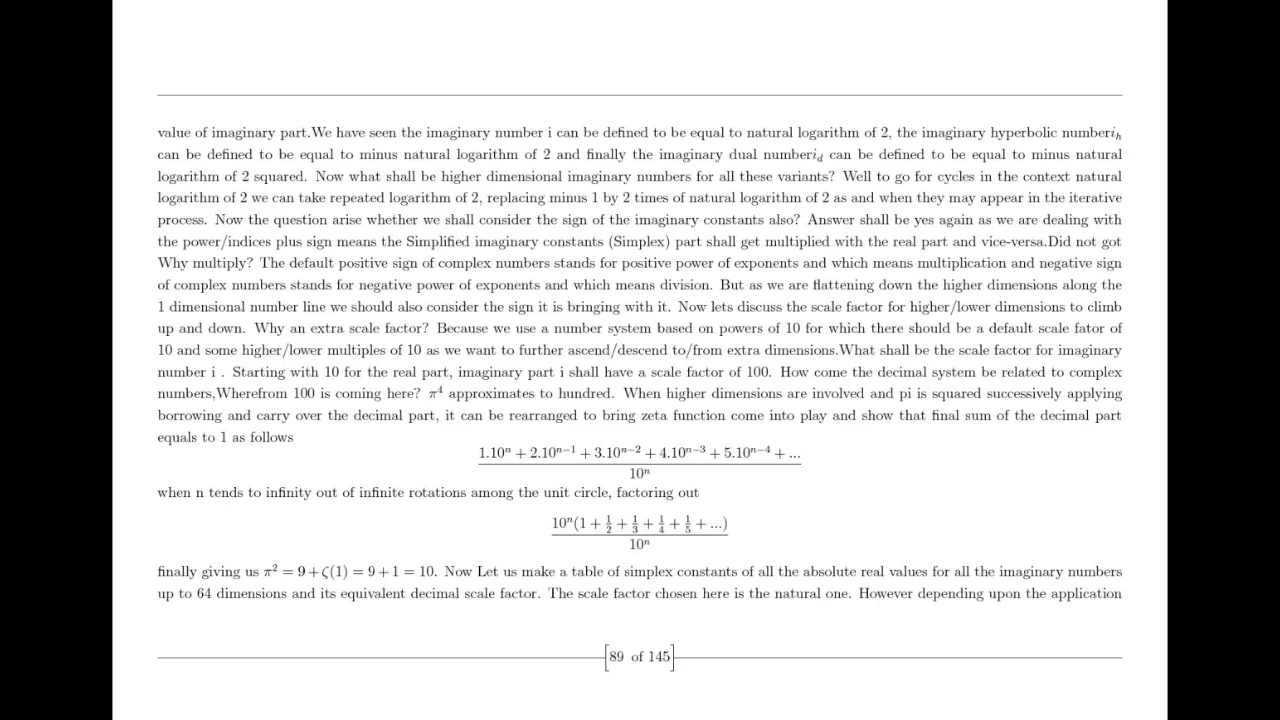 value of imaginary part.We have seen the imaginary number i can be defined to be equal to natural logarithm of 2, the imaginary hyperbolic number$i_h$
can be defined to be equal to minus natural logarithm of 2 and finally the imaginary dual number$i_d$ can be defined to be equal to minus natural
logarithm of 2 squared. Now what shall be higher dimensional imaginary numbers for all these variants? Well to go for cycles in the context natural
logarithm of 2 we can take repeated logarithm of 2, replacing minus 1 by 2 times of natural logarithm of 2 as and when they may appear in the iterative
process. Now the question arise whether we shall consider the sign of the imaginary constants also? Answer shall be yes again as we are dealing with
the power/indices plus sign means the Simplified imaginary constants (Simplex) part shall get multiplied with the real part and vice-versa.Did not got
Why multiply? The default positive sign of complex numbers stands for positive power of exponents and which means multiplication and negative sign
of complex numbers stands for negative power of exponents and which means division. But as we are flattening down the higher dimensions along the
1 dimensional number line we should also consider the sign it is bringing with it. Now lets discuss the scale factor for higher/lower dimensions to climb
up and down. Why an extra scale factor? Because we use a number system based on powers of 10 for which there should be a default scale fator of
10 and some higher/lower multiples of 10 as we want to further ascend/descend to/from extra dimensions.What shall be the scale factor for imaginary
number i . Starting with 10 for the real part, imaginary part i shall have a scale factor of 100. How come the decimal system be related to complex
numbers,Wherefrom 100 is coming here? $\pi^4$ approximates to hundred. When higher dimensions are involved and pi is squared successively applying
borrowing and carry over the decimal part, it can be rearranged to bring zeta function come into play and show that final sum of the decimal part
equals to 1 as follows
$\frac{1.10^n + 2.10^{n-1} + 3.10^{n-2} + 4.10^{n-3} + 5.10^{n-4} + ...}{10^n}$
when n tends to infinity out of infinite rotations among the unit circle, factoring out
$\frac{10^n(1 + \frac{1}{2} + \frac{1}{3} + \frac{1}{4} + \frac{1}{5} + ...)}{10^n}$
finally giving us $\pi^2 = 9 + \zeta(1) = 9 + 1 = 10$. Now Let us make a table of simplex constants of all the absolute real values for all the imaginary numbers
up to 64 dimensions and its equivalent decimal scale factor. The scale factor chosen here is the natural one. However depending upon the application
[89 of 145]